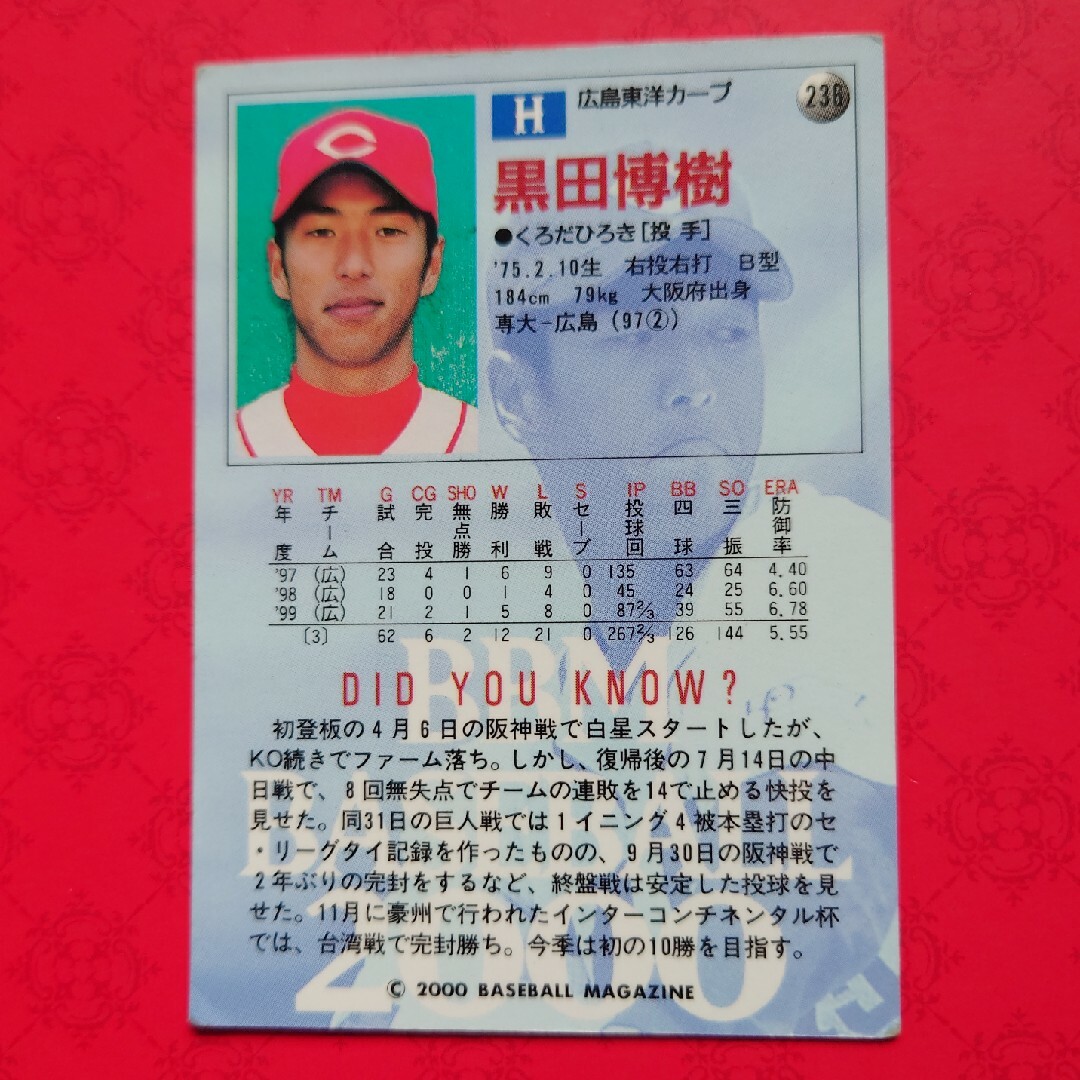 H 広島東洋カープ 236
黒田博樹
●くろだひろき[投 手]
'75.2.10生 右投右打 B型
184cm 79kg 大阪府出身
専大-広島(97②)
YR TM G CG SHO W L S IP BB SO ERA
年度 チーム 試合 完投 無点勝 勝利 敗戦 セーブ 投球回 四球 三振 防御率
'97 (広) 23 4 1 6 9 0 135 63 64 4.40
'98 (広) 18 0 0 1 4 0 45 24 25 6.60
'99 (広) 21 2 1 5 8 0 87 2/3 39 55 6.78
〔3〕 62 6 2 12 21 0 267 2/3 126 144 5.55
DID YOU KNOW?
初登板の4月6日の阪神戦で白星スタートしたが、
KO続きでファーム落ち。しかし、復帰後の7月14日の中
日戦で、8回無失点でチームの連敗を14で止める快投を
見せた。同31日の巨人戦では1イニング4被本塁打のセ
・リーグタイ記録を作ったものの、9月30日の阪神戦で
2年ぶりの完封をするなど、終盤戦は安定した投球を見
せた。11月に豪州で行われたインターコンチネンタル杯
では、台湾戦で完封勝ち。今季は初の10勝を目指す。
BBM
BASEBALL
2000
© 2000 BASEBALL MAGAZINE